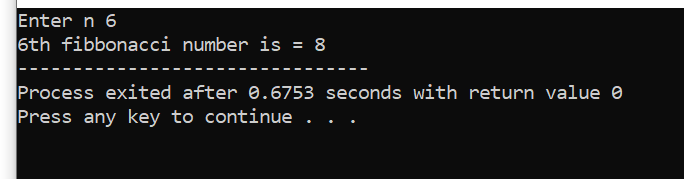 Enter n 6
6th fibbonacci number is = 8
--------------------------------
Process exited after 0.6753 seconds with return value 0
Press any key to continue . . .